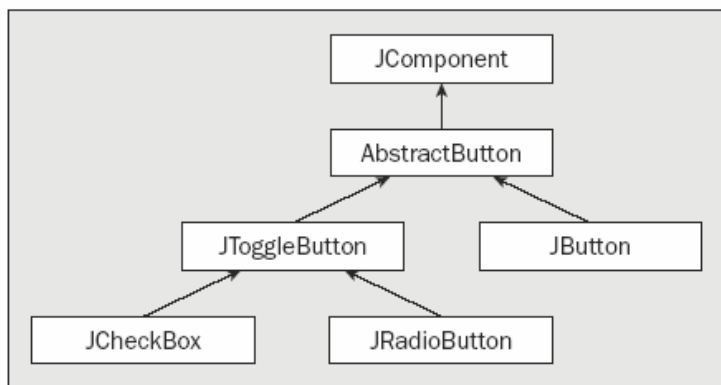 JComponent
AbstractButton
JToggleButton
JButton
JCheckBox
JRadioButton